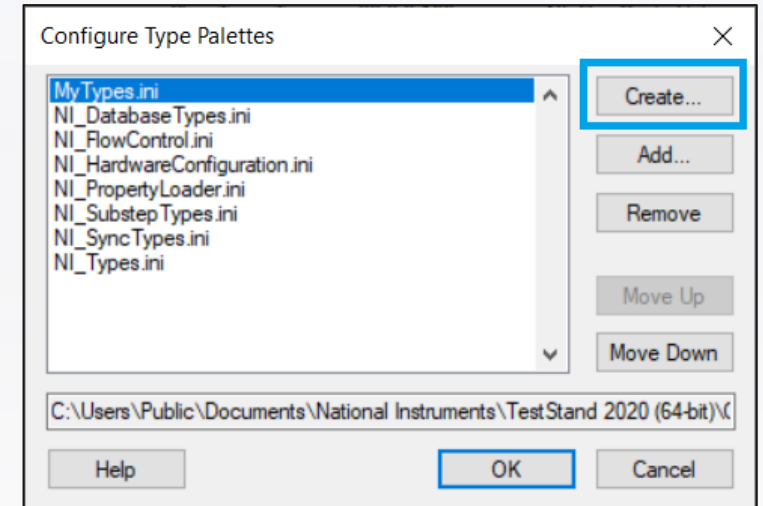 Configure Type Palettes
MyTypes.ini
NI_DatabaseTypes.ini
NI_FlowControl.ini
NI_HardwareConfiguration.ini
NI_PropertyLoader.ini
NI_SubstepTypes.ini
NI_SyncTypes.ini
NI_Types.ini
Create...
Add...
Remove
Move Up
Move Down
C:\Users\Public\Documents\National Instruments\TestStand 2020 (64-bit)\
Help
OK
Cancel